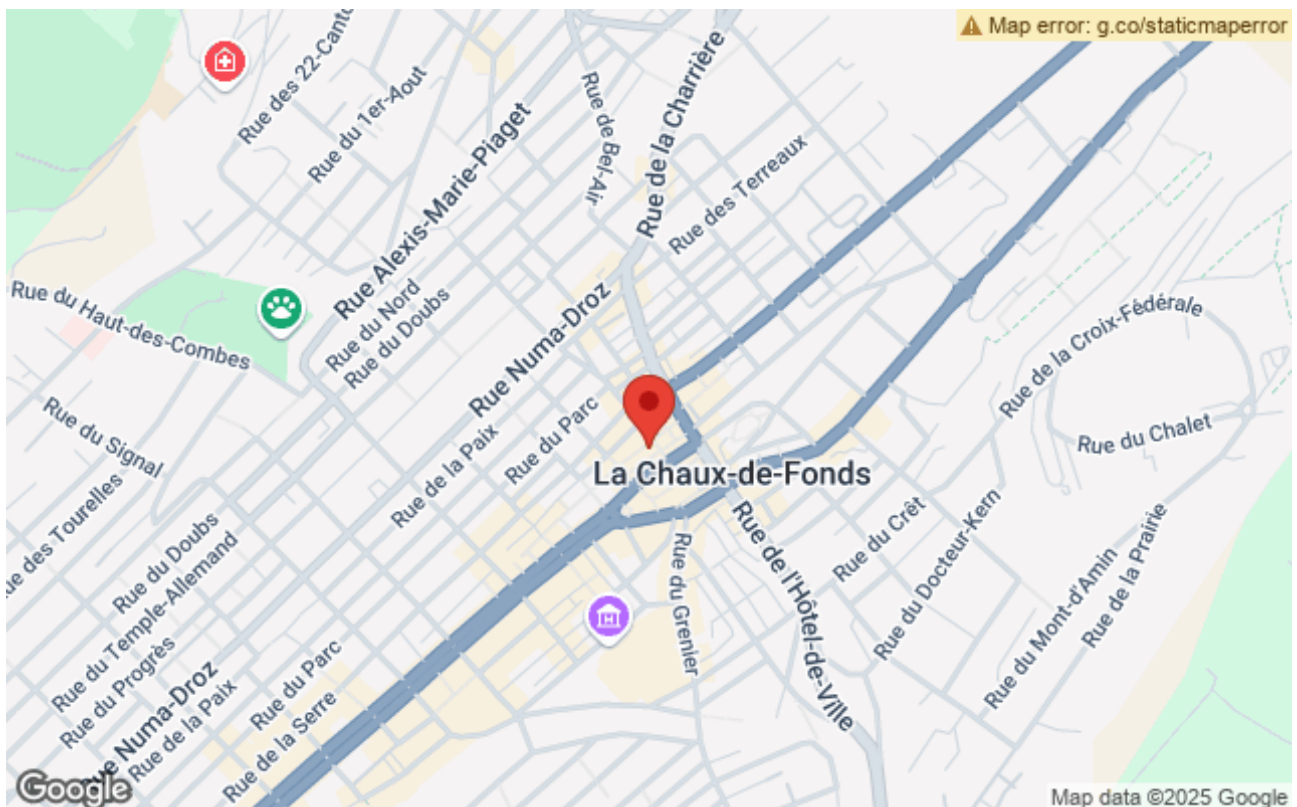 Map error: g.co/staticmaperror
Rue des 22-Canto
Rue du 1er-Aout
Rue Alexis-Marie-Piaget
Rue de Bel-Air
Rue de la Charrière
Rue des Terreaux
Rue du Haut-des-Combes
Rue du Nord
Rue du Doubs
Rue Numa-Droz
Rue de la Croix-Fédérale
Rue du Chalet
Rue du Signal
Rue de la Paix
Rue du Parc
La Chaux-de-Fonds
ue des Tourelles
Rue du Doubs
Rue du Temple-Allemand
Rue du Progrès
Rue Numa-Droz
Rue de la Paix
Rue du Parc
Rue de la Serre
Rue du Grenier
Rue de l'Hôtel-de-Ville
Rue du Crêt
Rue du Docteur-Kern
Rue du Mont-d'Amin
Rue de la Prairie
Google
Map data ©2025 Google